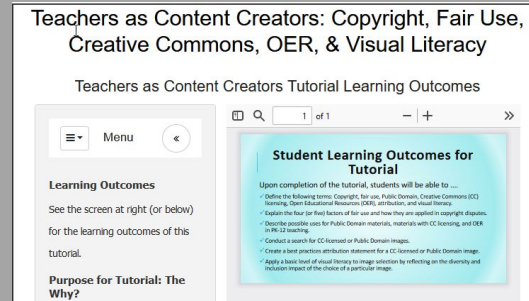 Teachers as Content Creators: Copyright, Fair Use,
Creative Commons, OER, & Visual Literacy
Teachers as Content Creators Tutorial Learning Outcomes
Menu
«
Learning Outcomes
See the screen at right (or below)
for the learning outcomes of this
tutorial.
Purpose for Tutorial: The
Why?
1 of 1
− +
»
Student Learning Outcomes for
Tutorial
Upon completion of the tutorial, students will be able to ....
✓ Define the following terms: Copyright, fair use, Public Domain, Creative Commons (CC)
licensing, Open Educational Resources (OER), attribution, and visual literacy.
✓ Explain the four (or five) factors of fair use and how they are applied in copyright disputes.
✓ Describe possible uses for Public Domain materials, materials with CC licensing, and OER
in PK-12 teaching.
✓ Conduct a search for CC-licensed or Public Domain images.
✓ Create a best practices attribution statement for a CC-licensed or Public Domain image.
✓ Apply a basic level of visual literacy to image selection by reflecting on the diversity and
inclusion impact of the choice of a particular image.